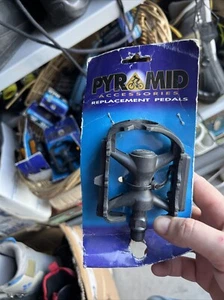 PYRAMID
ACCESSORIES
REPLACEMENT PEDALS